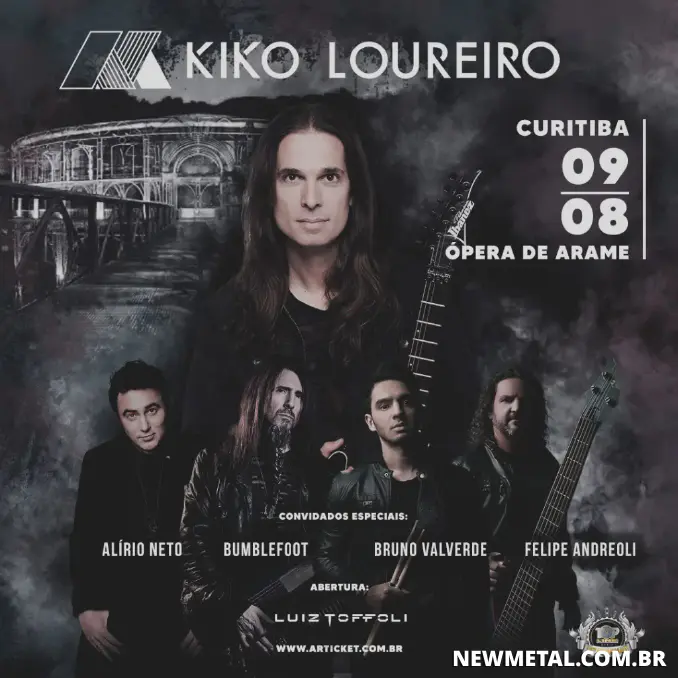 KIKO LOUREIRO
CURITIBA
09
08
ÓPERA DE ARAME
Ibanez
CONVIDADOS ESPECIAIS:
ALÍRIO NETO BUMBLEFOOT BRUNO VALVERDE FELIPE ANDREOLI
ABERTURA:
LUIZ TOFFOLI
WWW.ARTICKET.COM.BR
NEWMETAL.COM.BR